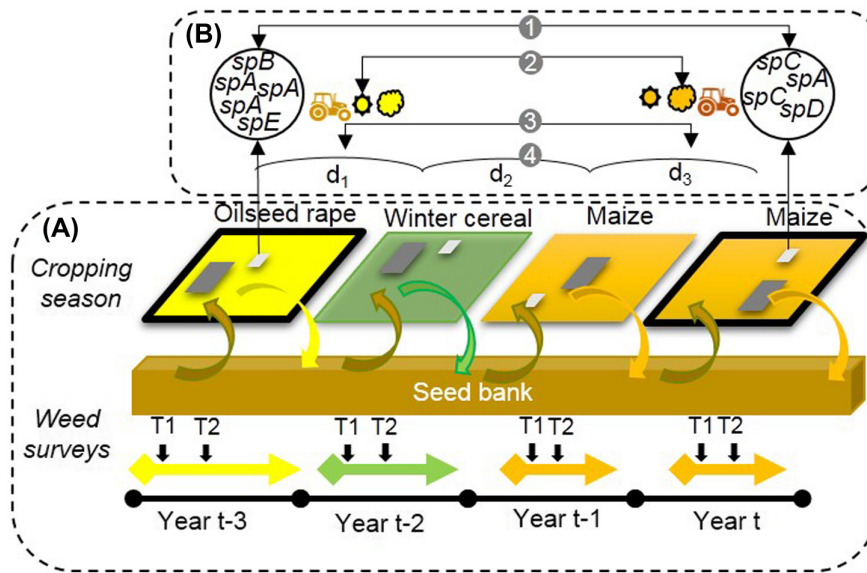 (B)
1
2
3
4
spB
spA
spA
spA
spE
spC
spA
spC
spD
d1
d2
d3
(A)
Oilseed rape
Winter cereal
Maize
Maize
Cropping
season
Seed bank
Weed
surveys
T1 T2
T1 T2
T1 T2
T1 T2
Year t-3
Year t-2
Year t-1
Year t